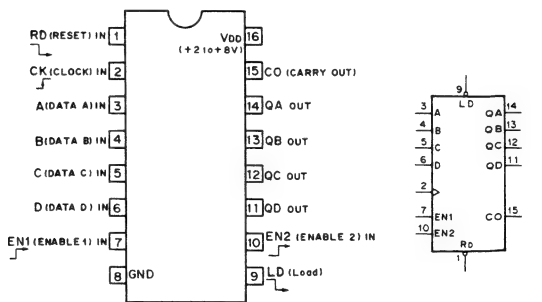 RD (RESET) IN 1
CK (CLOCK) IN 2
A (DATA A) IN 3
B (DATA B) IN 4
C (DATA C) IN 5
D (DATA D) IN 6
EN1 (ENABLE 1) IN 7
8 GND
VDD 16
(+2 to +8V)
15 CO (CARRY OUT)
14 QA OUT
13 QB OUT
12 QC OUT
11 QD OUT
10 EN2 (ENABLE 2) IN
9 LD (Load)
9
LD
3 A QA 14
4 B QB 13
5 C QC 12
6 D QD 11
2
7 EN1 CO 15
10 EN2
RD
1